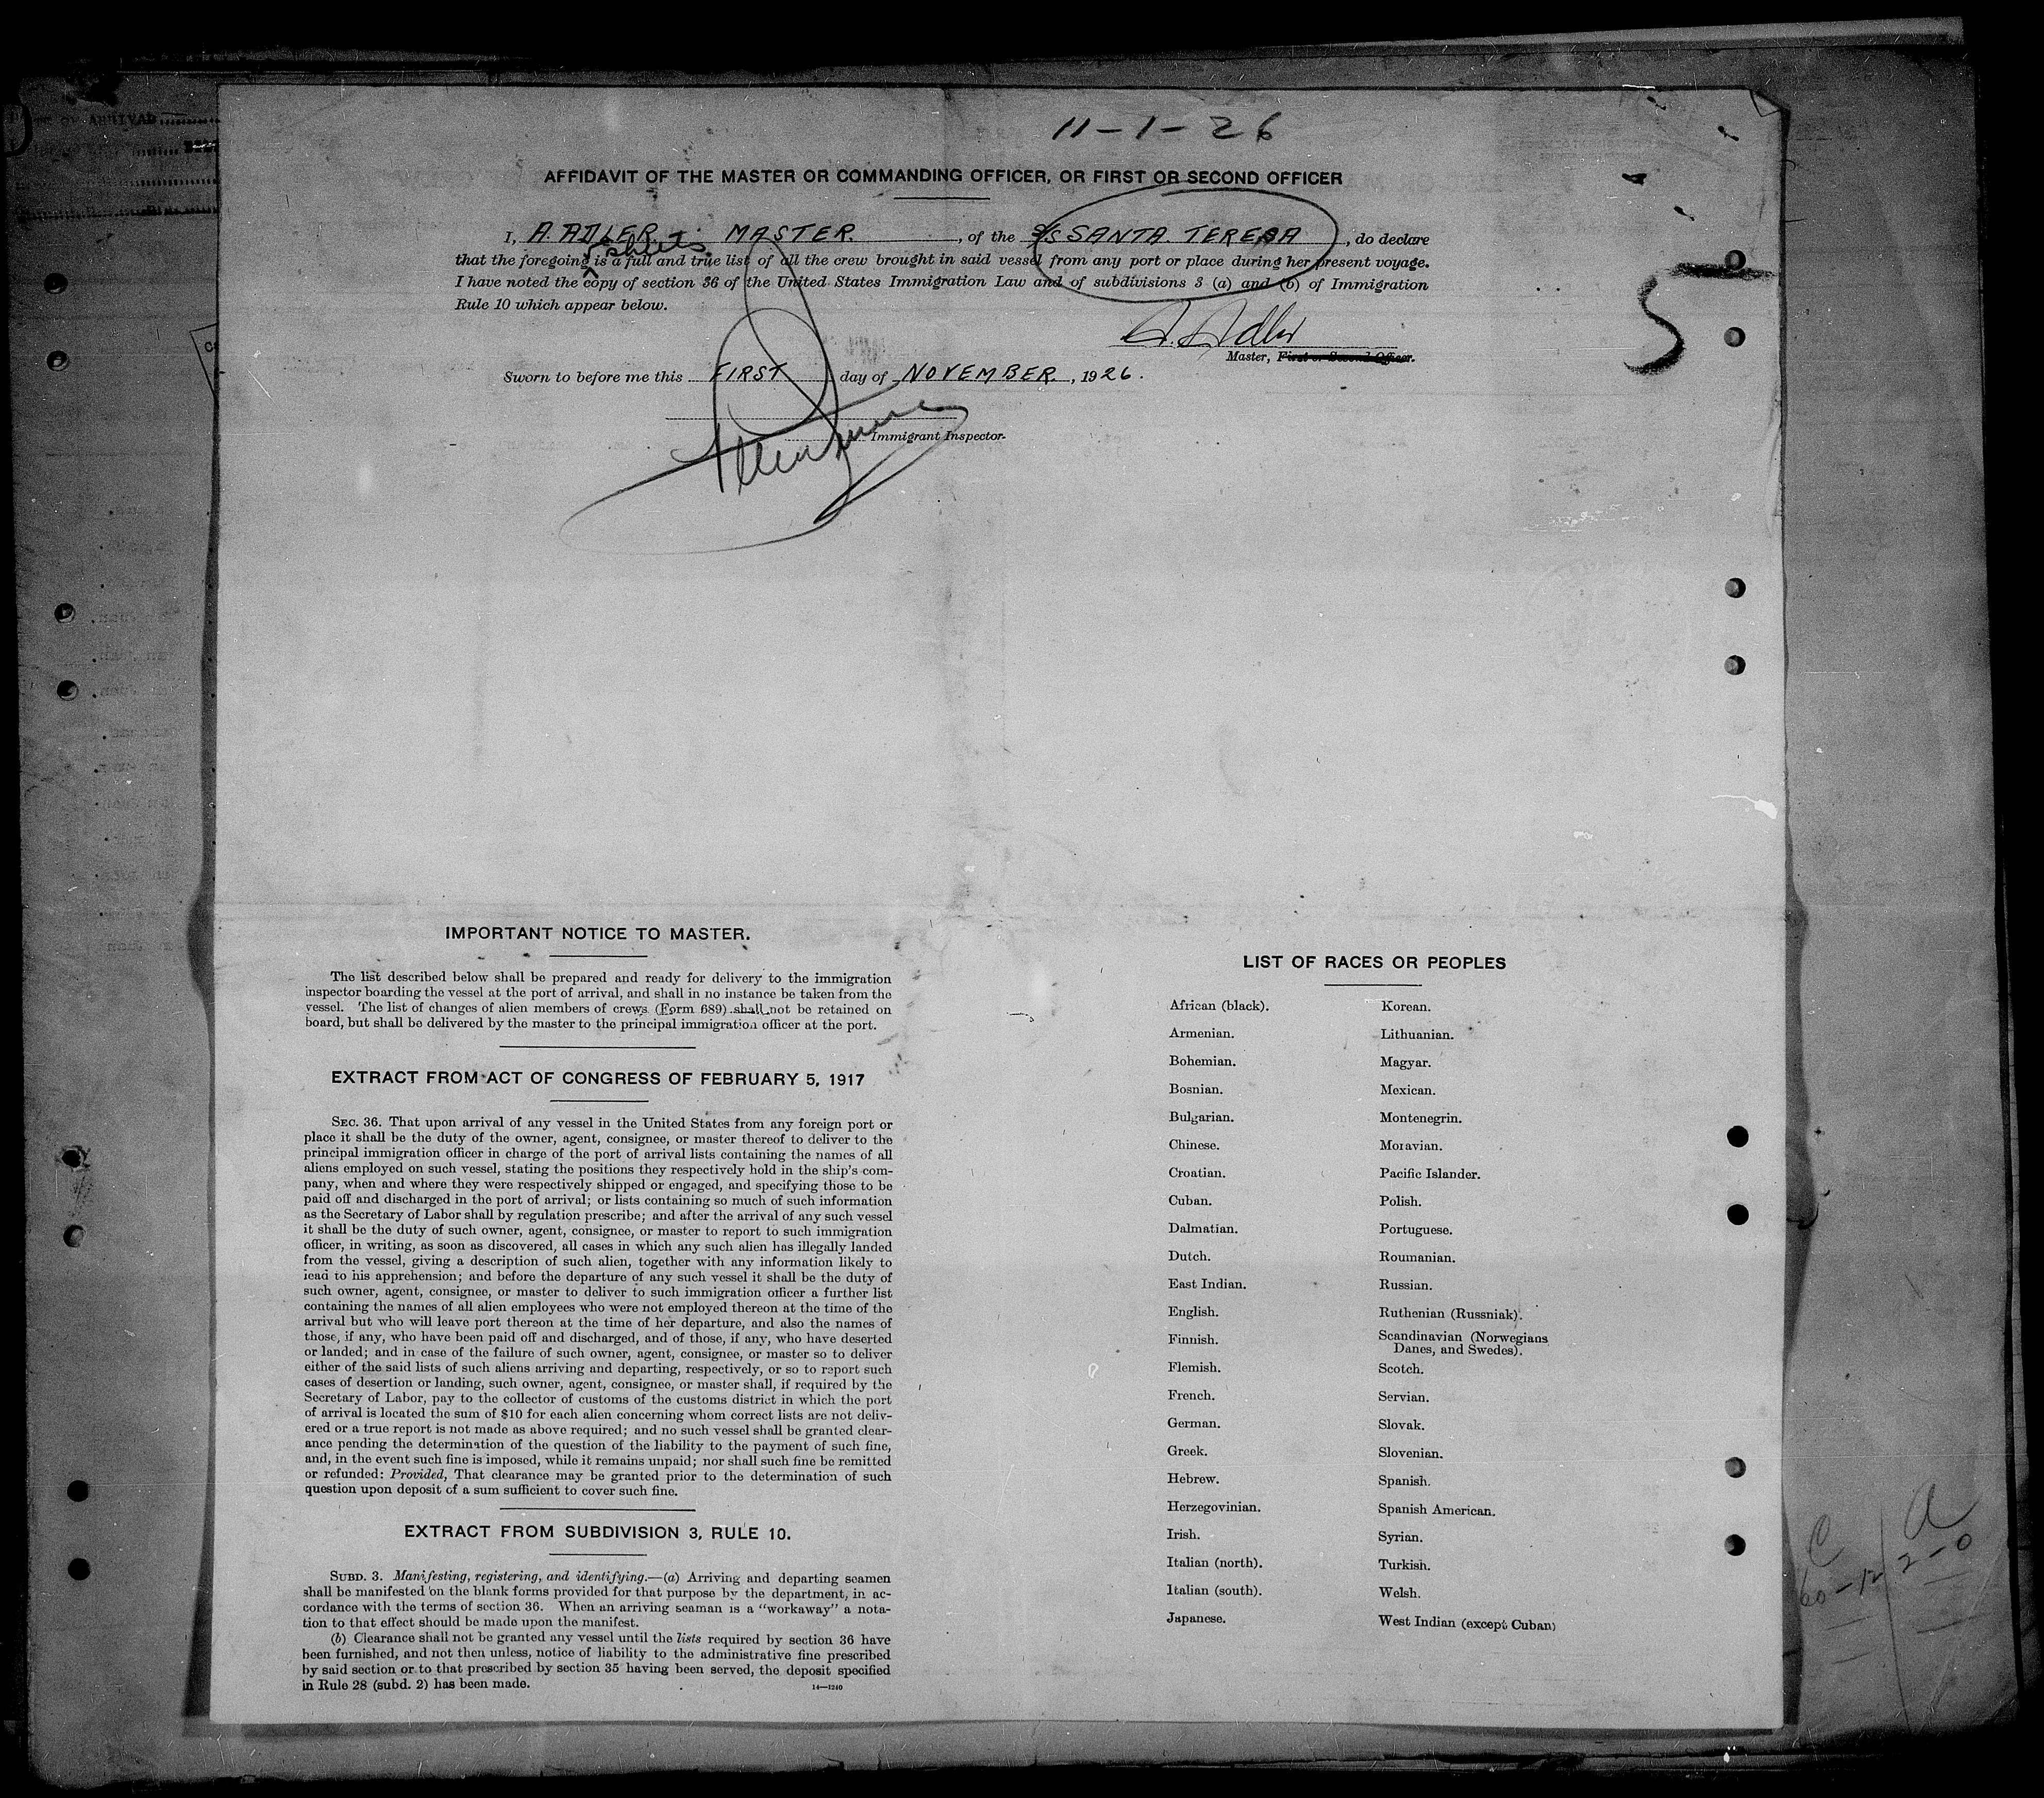 11-1-26
AFFIDAVIT OF THE MASTER OR COMMANDING OFFICER, OR FIRST OR SECOND OFFICER
I, A. ADLER. MASTER. , of the S/S SANTA. TERESA , do declare
sheets
that the foregoing is a full and true list of all the crew brought in said vessel from any port or place during her present voyage.
I have noted the copy of section 36 of the United States Immigration Law and of subdivisions 3 (a) and (b) of Immigration
Rule 10 which appear below.
5
A. Adler
Master, First or Second Officer.
Sworn to before me this FIRST day of NOVEMBER. , 1926.
Immigrant Inspector.
IMPORTANT NOTICE TO MASTER.
The list described below shall be prepared and ready for delivery to the immigration
inspector boarding the vessel at the port of arrival, and shall in no instance be taken from the
vessel. The list of changes of alien members of crews (Form 689) shall not be retained on
board, but shall be delivered by the master to the principal immigration officer at the port.
EXTRACT FROM ACT OF CONGRESS OF FEBRUARY 5, 1917
SEC. 36. That upon arrival of any vessel in the United States from any foreign port or
place it shall be the duty of the owner, agent, consignee, or master thereof to deliver to the
principal immigration officer in charge of the port of arrival lists containing the names of all
aliens employed on such vessel, stating the positions they respectively hold in the ship's com-
pany, when and where they were respectively shipped or engaged, and specifying those to be
paid off and discharged in the port of arrival; or lists containing so much of such information
as the Secretary of Labor shall by regulation prescribe; and after the arrival of any such vessel
it shall be the duty of such owner, agent, consignee, or master to report to such immigration
officer, in writing, as soon as discovered, all cases in which any such alien has illegally landed
from the vessel, giving a description of such alien, together with any information likely to
lead to his apprehension; and before the departure of any such vessel it shall be the duty of
such owner, agent, consignee, or master to deliver to such immigration officer a further list
containing the names of all alien employees who were not employed thereon at the time of the
arrival but who will leave port thereon at the time of her departure, and also the names of
those, if any, who have been paid off and discharged, and of those, if any, who have deserted
or landed; and in case of the failure of such owner, agent, consignee, or master so to deliver
either of the said lists of such aliens arriving and departing, respectively, or so to report such
cases of desertion or landing, such owner, agent, consignee, or master shall, if required by the
Secretary of Labor, pay to the collector of customs of the customs district in which the port
of arrival is located the sum of $10 for each alien concerning whom correct lists are not deliv-
ered or a true report is not made as above required; and no such vessel shall be granted clear-
ance pending the determination of the question of the liability to the payment of such fine,
and, in the event such fine is imposed, while it remains unpaid; nor shall such fine be remitted
or refunded: Provided, That clearance may be granted prior to the determination of such
question upon deposit of a sum sufficient to cover such fine.
EXTRACT FROM SUBDIVISION 3, RULE 10.
SUBD. 3. Manifesting, registering, and identifying.—(a) Arriving and departing seamen
shall be manifested on the blank forms provided for that purpose by the department, in ac-
cordance with the terms of section 36. When an arriving seaman is a "workaway" a nota-
tion to that effect should be made upon the manifest.
(b) Clearance shall not be granted any vessel until the lists required by section 36 have
been furnished, and not then unless, notice of liability to the administrative fine prescribed
by said section or to that prescribed by section 35 having been served, the deposit specified
in Rule 28 (subd. 2) has been made.
14—1240
LIST OF RACES OR PEOPLES
African (black).
Armenian.
Bohemian.
Bosnian.
Bulgarian.
Chinese.
Croatian.
Cuban.
Dalmatian.
Dutch.
East Indian.
English.
Finnish.
Flemish.
French.
German.
Greek.
Hebrew.
Herzegovinian.
Irish.
Italian (north).
Italian (south).
Japanese.
Korean.
Lithuanian.
Magyar.
Mexican.
Montenegrin.
Moravian.
Pacific Islander.
Polish.
Portuguese.
Roumanian.
Russian.
Ruthenian (Russniak).
Scandinavian (Norwegians
Danes, and Swedes).
Scotch.
Servian.
Slovak.
Slovenian.
Spanish.
Spanish American.
Syrian.
Turkish.
Welsh.
West Indian (except Cuban)
C
60-12
a
2-0